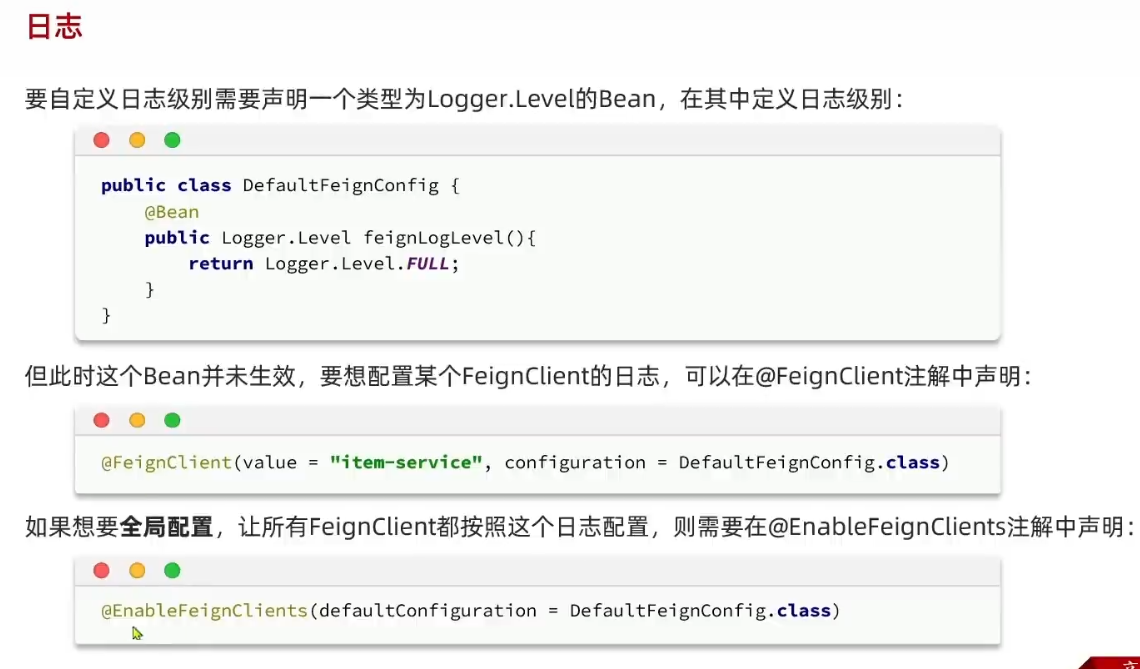 日志
要自定义日志级别需要声明一个类型为Logger.Level的Bean，在其中定义日志级别：
public class DefaultFeignConfig {
@Bean
public Logger.Level feignLogLevel(){
return Logger.Level.FULL;
}
}
但此时这个Bean并未生效，要想配置某个FeignClient的日志，可以在@FeignClient注解中声明：
@FeignClient(value = "item-service", configuration = DefaultFeignConfig.class)
如果想要全局配置，让所有FeignClient都按照这个日志配置，则需要在@EnableFeignClients注解中声明：
@EnableFeignClients(defaultConfiguration = DefaultFeignConfig.class)